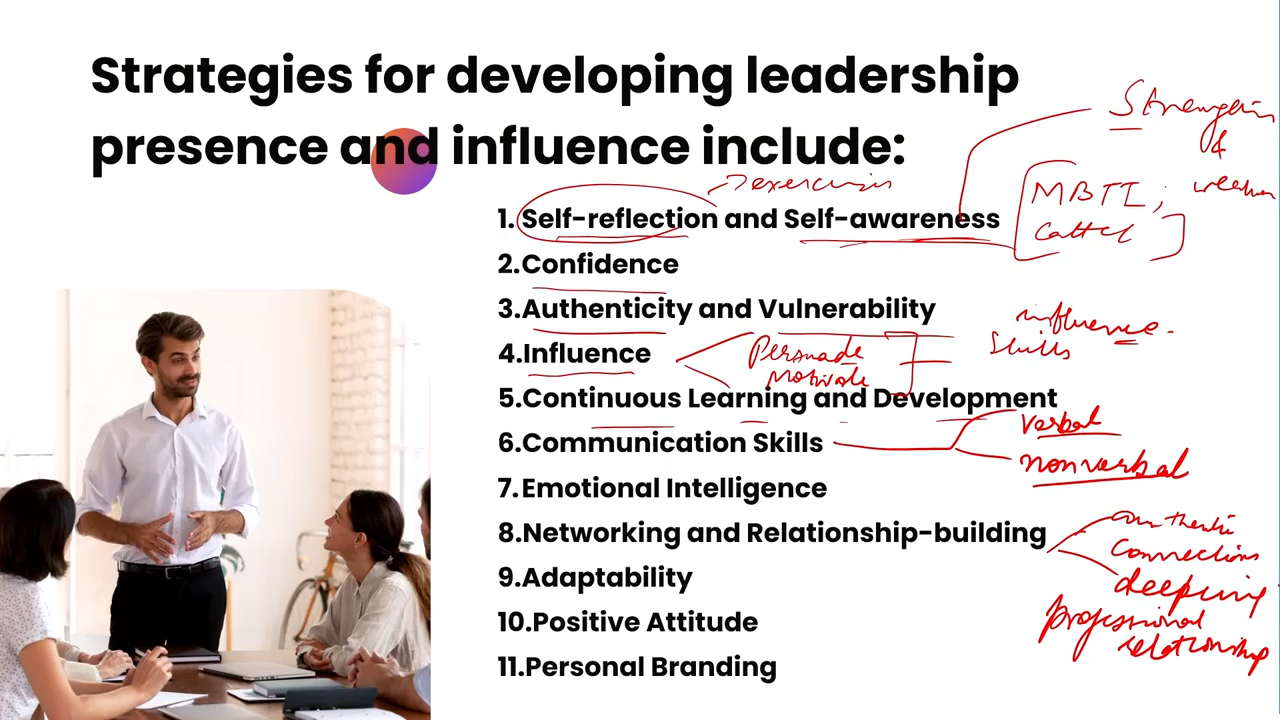 Strategies for developing leadership
presence and influence include:
1. Self-reflection and Self-awareness
2.Confidence
3.Authenticity and Vulnerability
4.Influence
5.Continuous Learning and Development
6.Communication Skills
7. Emotional Intelligence
8.Networking and Relationship-building
9.Adaptability
10.Positive Attitude
11.Personal Branding
&
MBTI;
influence
Skills
Persuade
Motivate
verbal
nonverbal
authentic
connections
professional
relationship